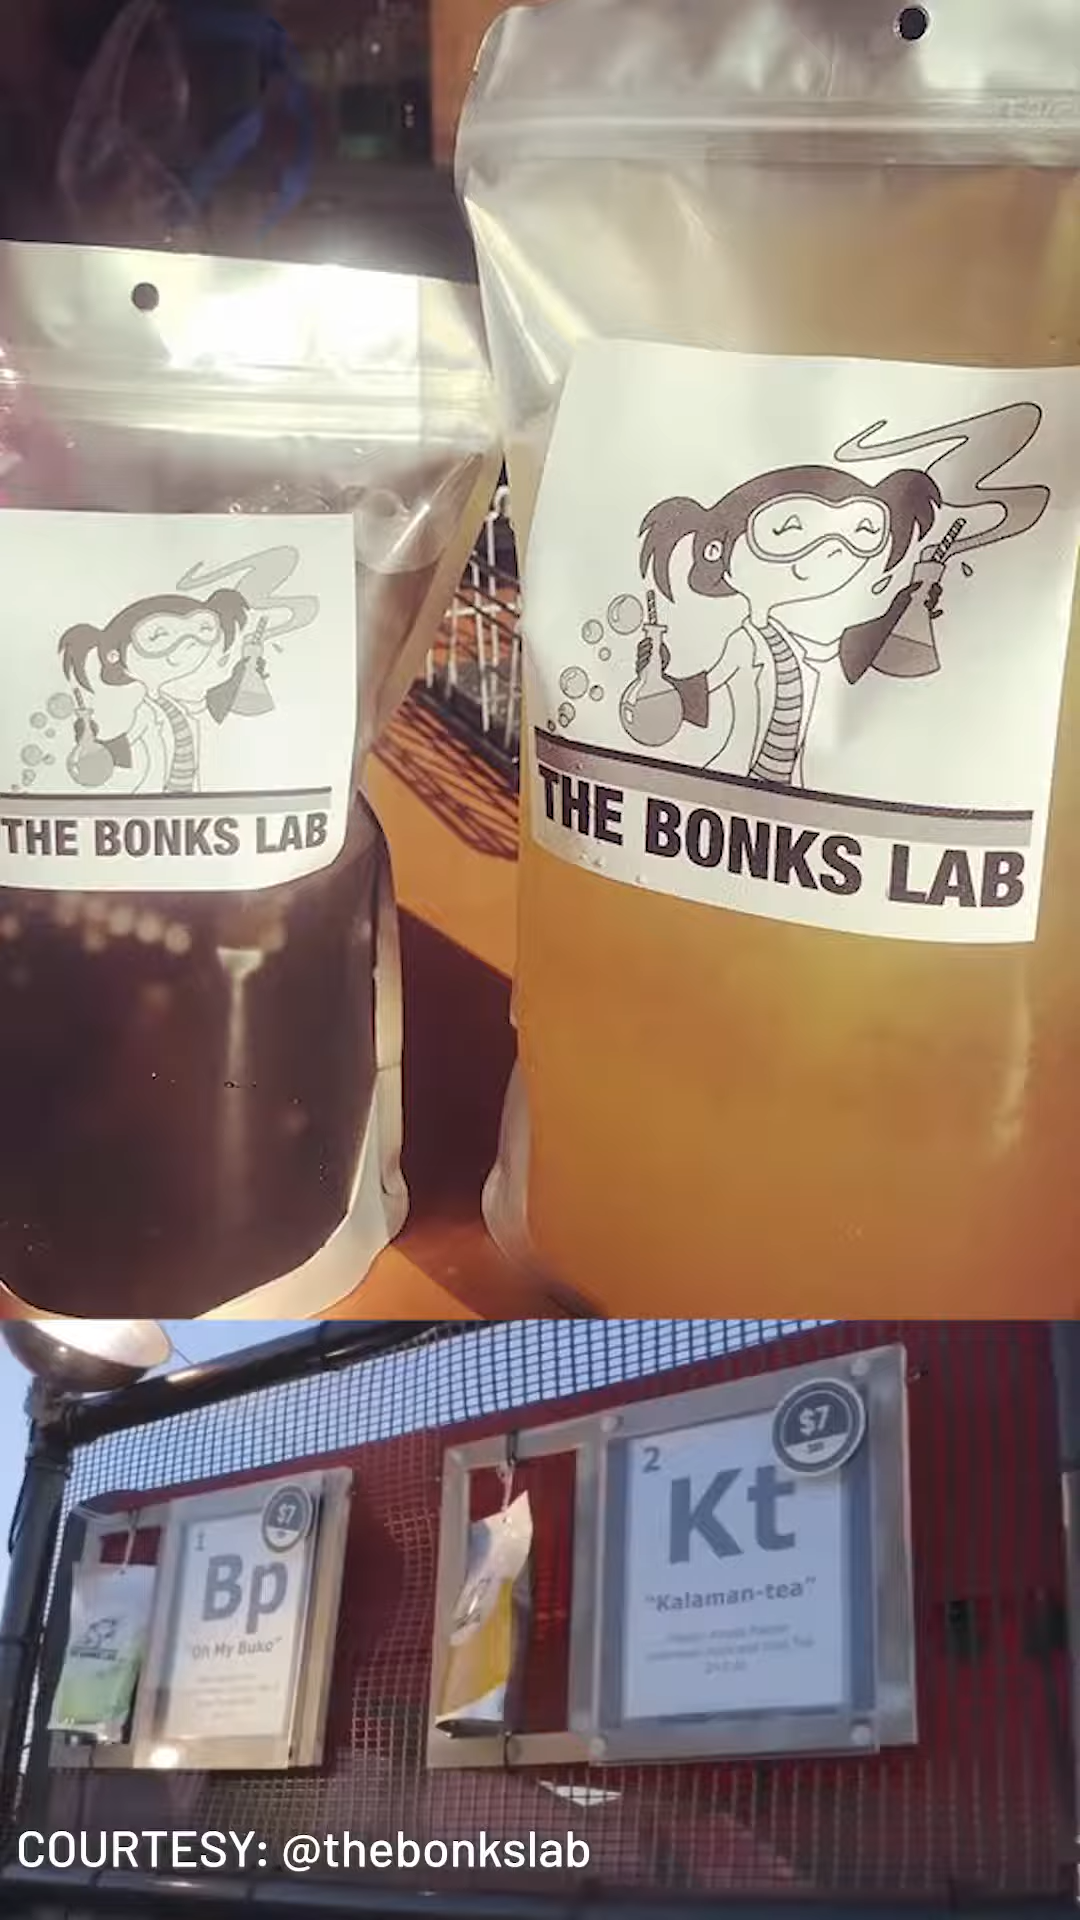 THE BONKS LAB
THE BONKS LAB
1
$7
Bp
"Oh My Buko"
2
$7
Kt
"Kalaman-tea"
COURTESY: @thebonkslab